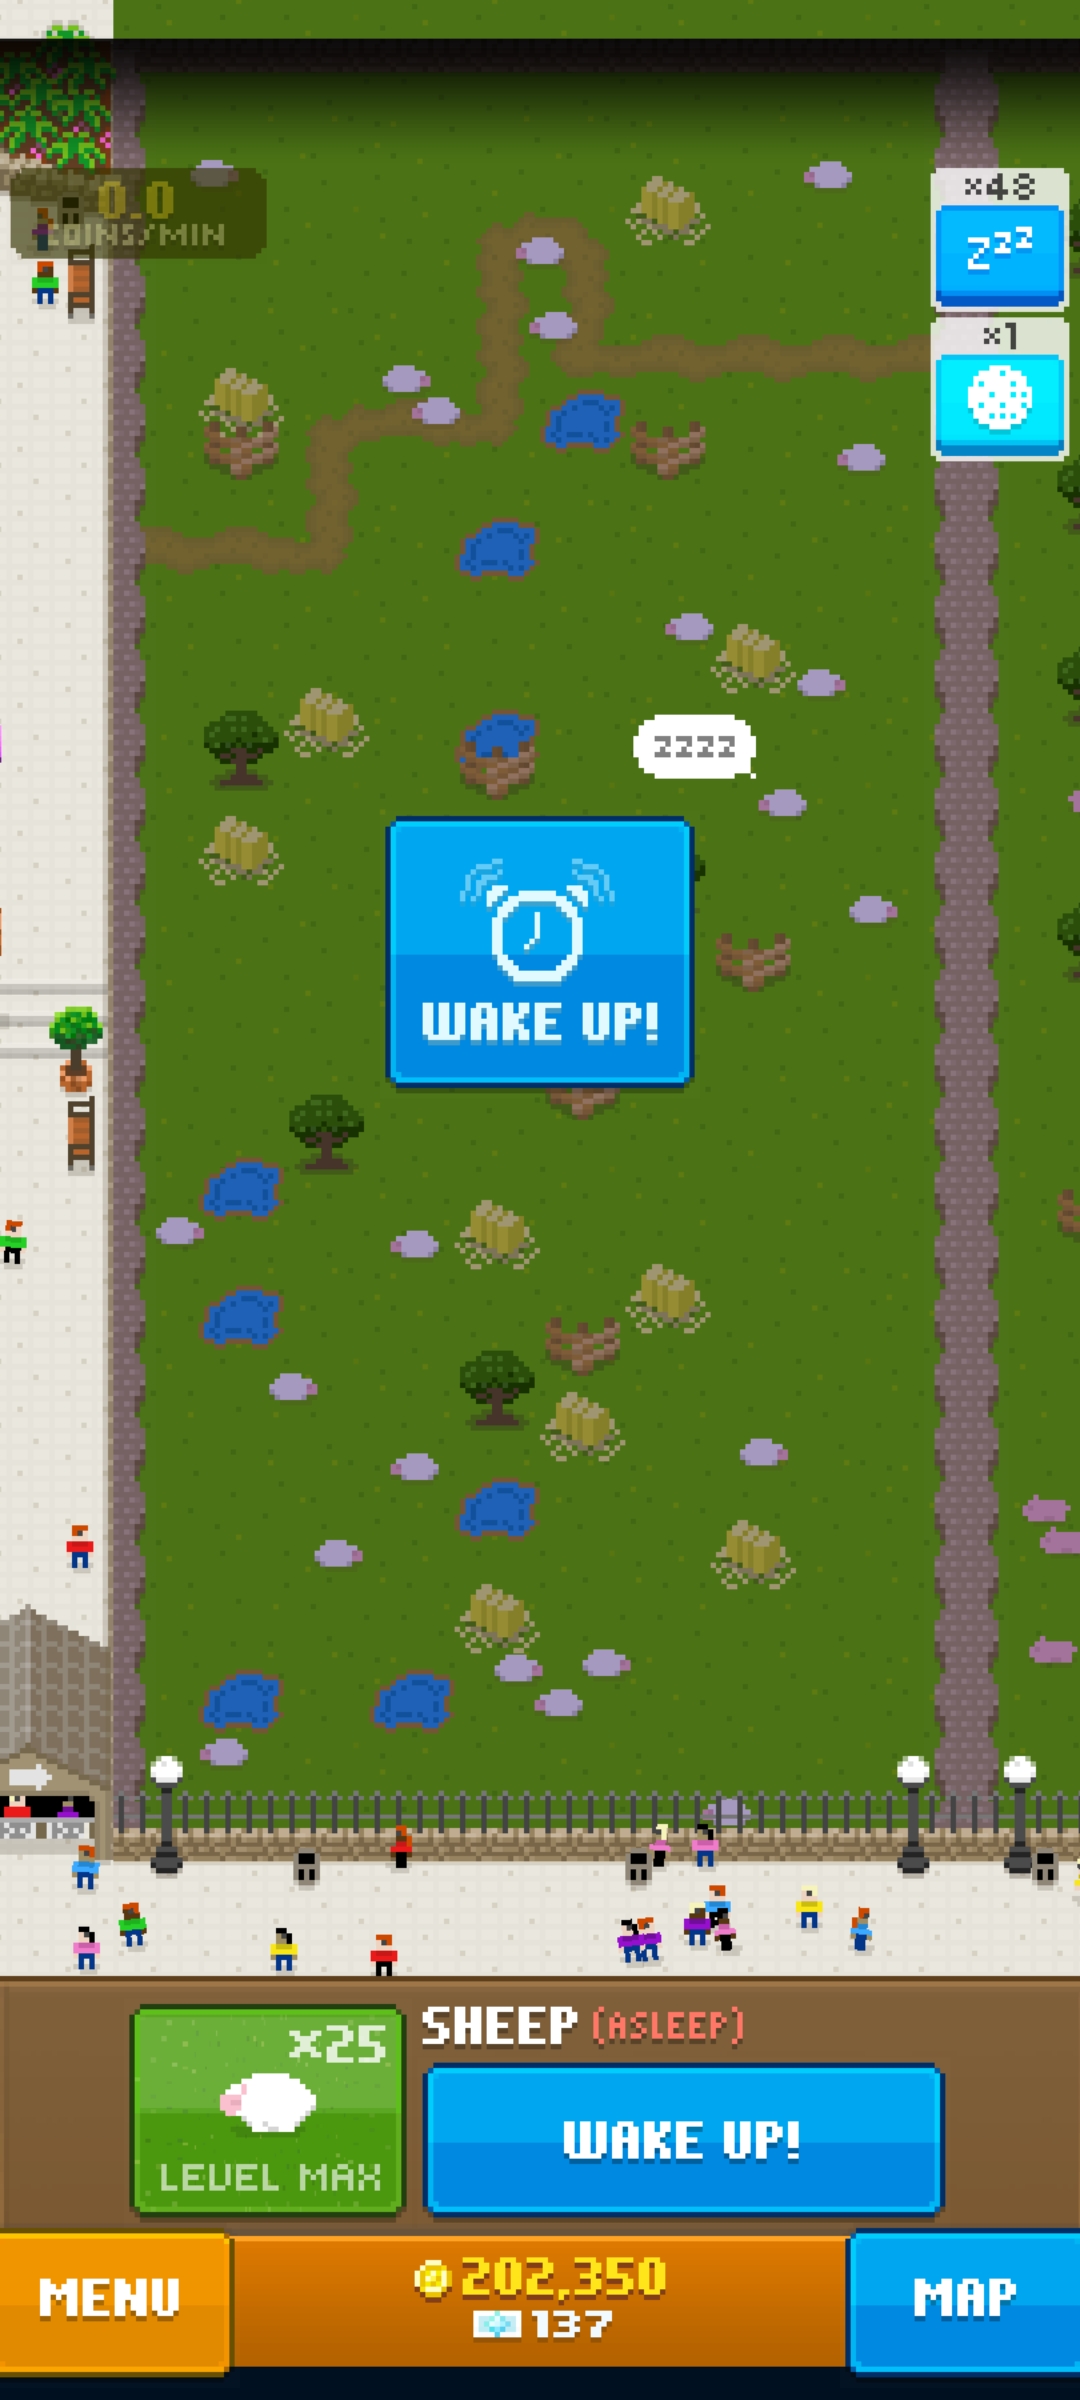 0.0
COINS/MIN
x48
zzz
x1
zzzz
WAKE UP!
x25
LEVEL MAX
SHEEP (ASLEEP)
WAKE UP!
MENU
202,350
137
MAP